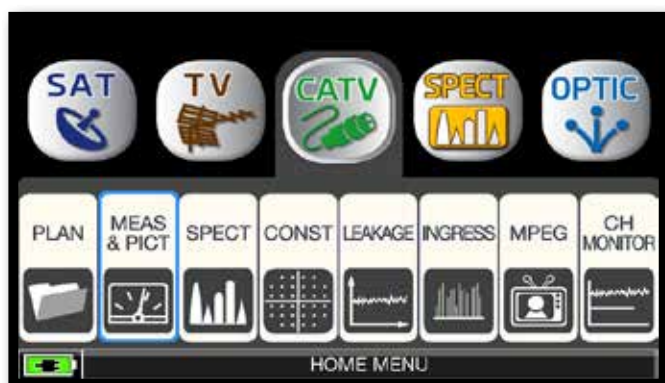 SAT TV CATV SPECT OPTIC
PLAN MEAS & PICT SPECT CONST LEAKAGE INGRESS MPEG CH MONITOR
HOME MENU